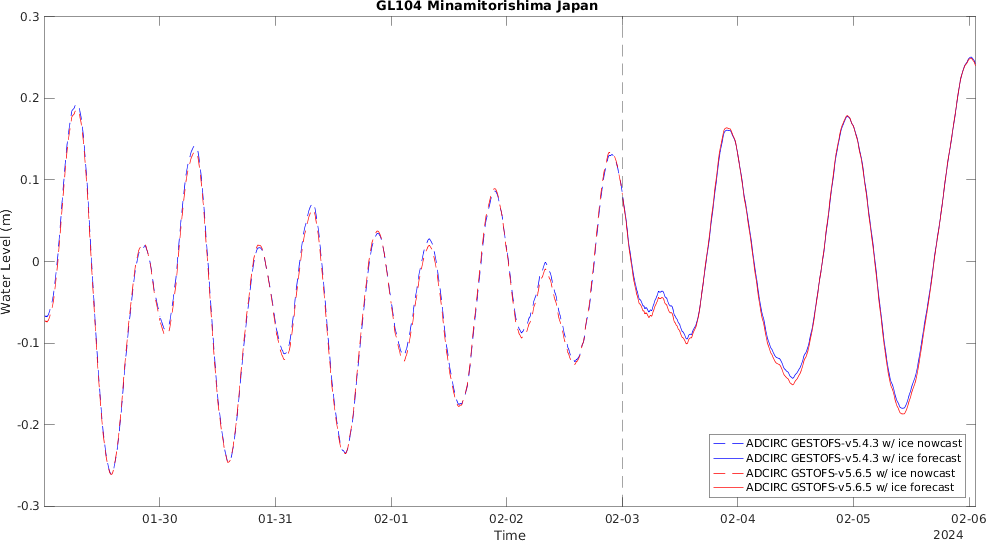 GL104 Minamitorishima Japan
0.3
0.2
0.1
0
-0.1
-0.2
-0.3
Water Level (m)
ADCIRC GESTOFS-v5.4.3 w/ ice nowcast
ADCIRC GESTOFS-v5.4.3 w/ ice forecast
ADCIRC GSTOFS-v5.6.5 w/ ice nowcast
ADCIRC GSTOFS-v5.6.5 w/ ice forecast
01-30 01-31 02-01 02-02 02-03 02-04 02-05 02-06
Time
2024